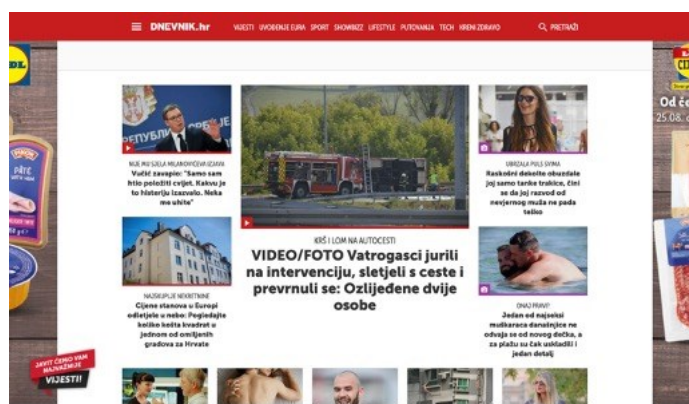 DNEVNIK.hr
VIJESTI UVOĐENJE EURA SPORT SHOWBIZZ LIFESTYLE PUTOVANJA TECH KRENI ZDRAVO
PRETRAŽI
NIJE MU SJELA MILANOVIĆEVA IZJAVA
Vučić zavapio: "Samo sam
htio položiti cvijet. Kakvu je
to histeriju izazvalo. Neka
me uhite"
KRŠ I LOM NA AUTOCESTI
VIDEO/FOTO Vatrogasci jurili
na intervenciju, sletjeli s ceste i
prevrnuli se: Ozlijeđene dvije
osobe
UBRZALA PULS SVIMA
Raskošni dekolte obuzdale
joj samo tanke trakice, čini
se da joj razvod od
nevjernog muža ne pada
teško
NAJSKUPLJE NEKRETNINE
Cijene stanova u Europi
odletjele u nebo: Pogledajte
koliko košta kvadrat u
jednom od omiljenih
gradova za Hrvate
ONAJ PRAVI?
Jedan od najseksi
muškaraca današnjice ne
odvaja se od novog dečka, a
za plažu su čak uskladili i
jedan detalj
JAVIT ĆEMO VAM
NAJVAŽNIJE
VIJESTI!
DL
PÂTÉ
Od če
25.08.